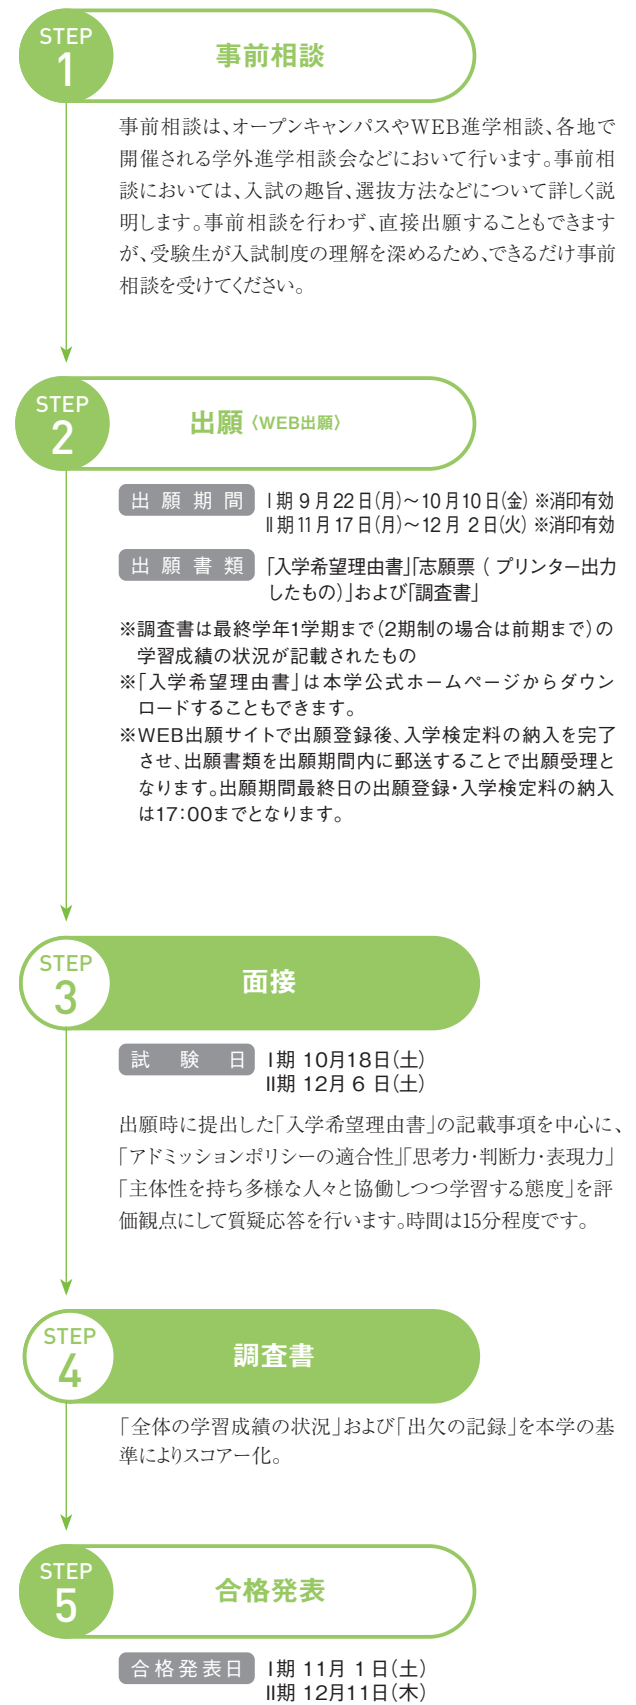 STEP
1
事前相談
事前相談は、オープンキャンパスやWEB進学相談、各地で
開催される学外進学相談会などにおいて行います。事前相
談においては、入試の趣旨、選抜方法などについて詳しく説
明します。事前相談を行わず、直接出願することもできます
が、受験生が入試制度の理解を深めるため、できるだけ事前
相談を受けてください。
STEP
2
出願〈WEB出願〉
出願期間 Ⅰ期 9月22日(月)～10月10日(金) ※消印有効
Ⅱ期11月17日(月)～12月 2日(火) ※消印有効
出願書類 「入学希望理由書」「志願票(プリンター出力
したもの)」および「調査書」
※調査書は最終学年1学期まで(2期制の場合は前期まで)の
学習成績の状況が記載されたもの
※「入学希望理由書」は本学公式ホームページからダウン
ロードすることもできます。
※WEB出願サイトで出願登録後、入学検定料の納入を完了
させ、出願書類を出願期間内に郵送することで出願受理と
なります。出願期間最終日の出願登録・入学検定料の納入
は17:00までとなります。
STEP
3
面接
試験日 Ⅰ期 10月18日(土)
Ⅱ期 12月 6 日(土)
出願時に提出した「入学希望理由書」の記載事項を中心に、
「アドミッションポリシーの適合性」「思考力・判断力・表現力」
「主体性を持ち多様な人々と協働しつつ学習する態度」を評
価観点にして質疑応答を行います。時間は15分程度です。
STEP
4
調査書
「全体の学習成績の状況」および「出欠の記録」を本学の基
準によりスコアー化。
STEP
5
合格発表
合格発表日 Ⅰ期 11月 1 日(土)
Ⅱ期 12月11日(木)